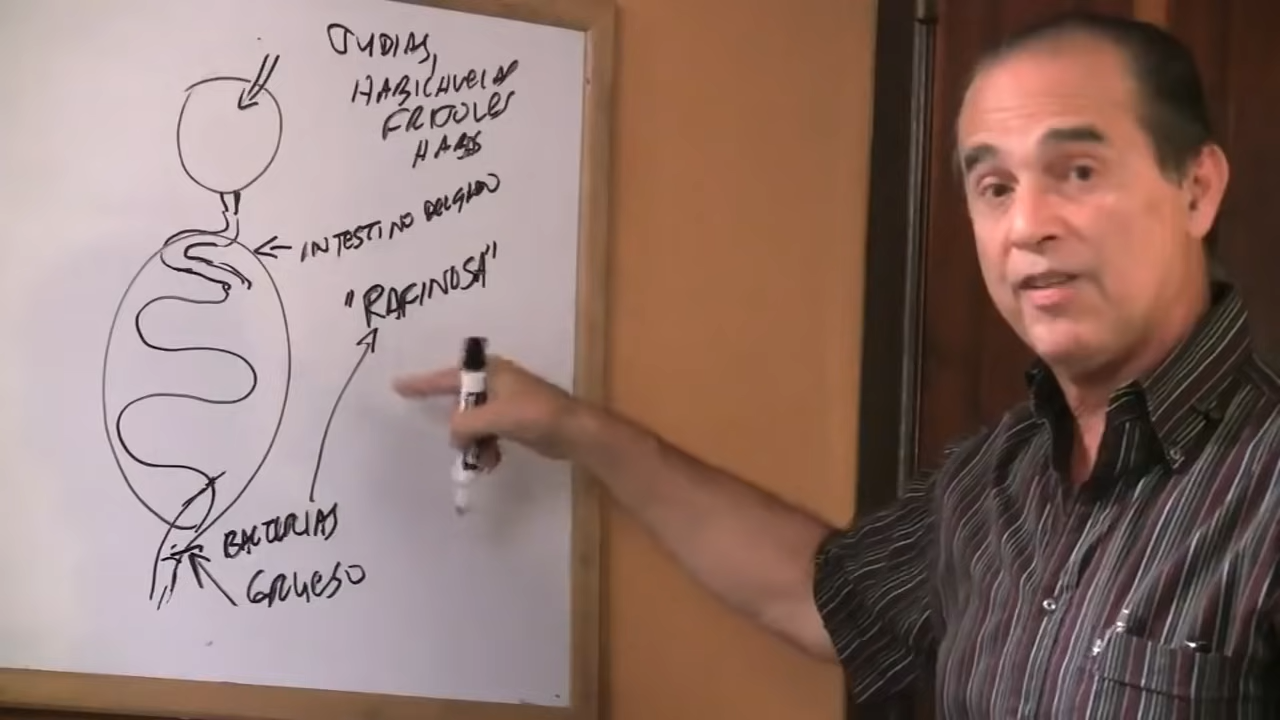 JUDIAS,
HABICHUELAS
FRIJOLES
HABAS
INTESTINO DELGADO
"RAFINOSA"
BACTERIAS
GRUESO